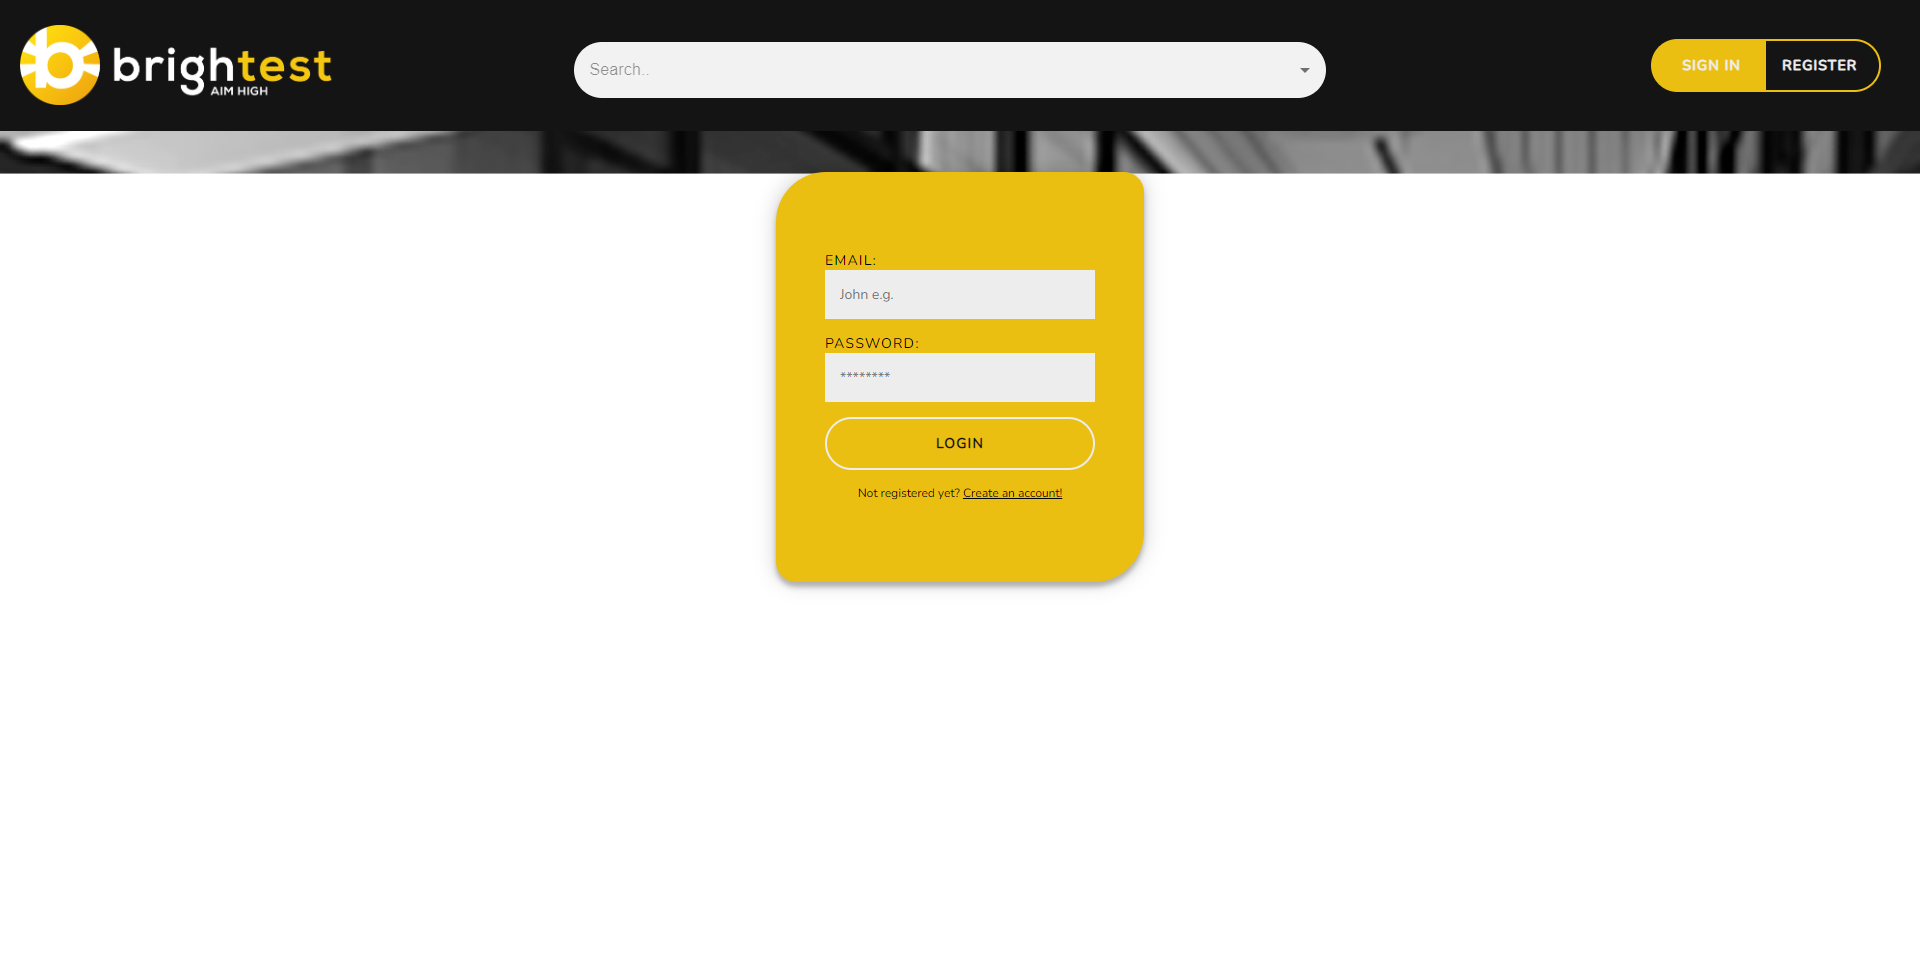 brightest
AIM HIGH
Search..
SIGN IN
REGISTER
EMAIL:
John e.g.
PASSWORD:
********
LOGIN
Not registered yet? Create an account!